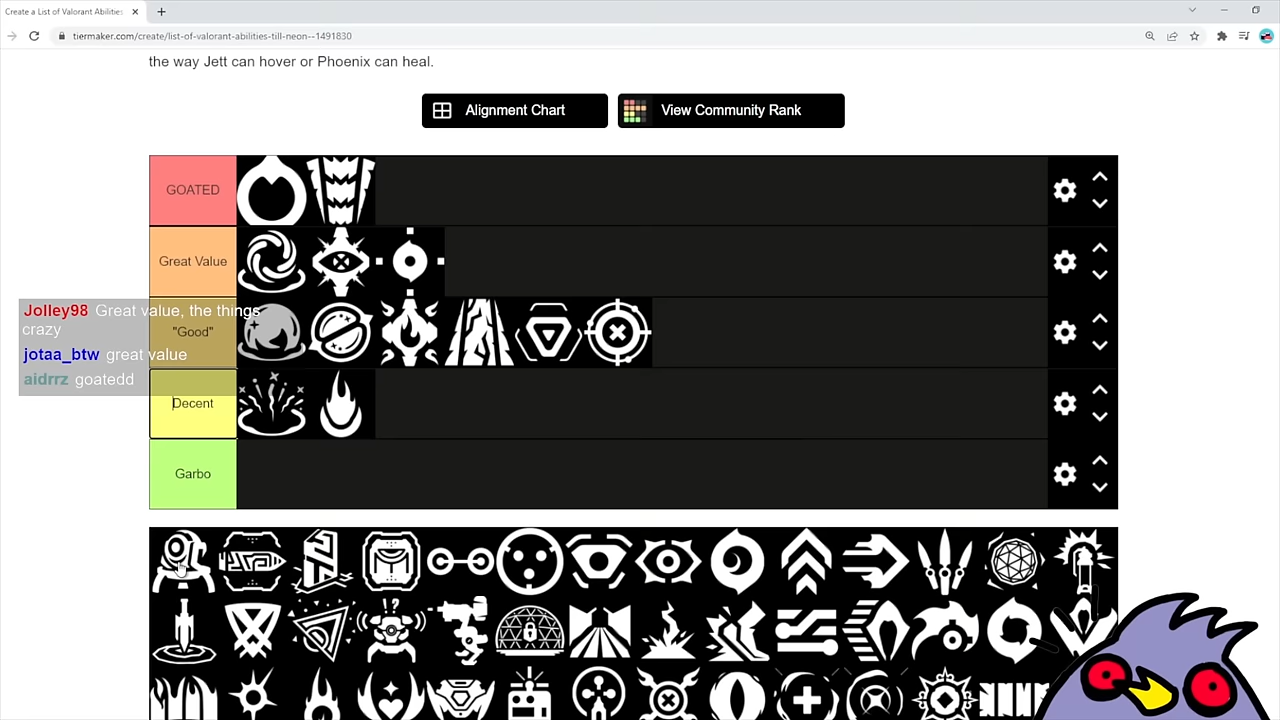 Create a List of Valorant Abilities
tiermaker.com/create/list-of-valorant-abilities-till-neon--1491830
the way Jett can hover or Phoenix can heal.
Alignment Chart
View Community Rank
GOATED
Great Value
Jolley98 Great value, the things
crazy
jotaa_btw great value
aidrrz goatedd
"Good"
Decent
Garbo